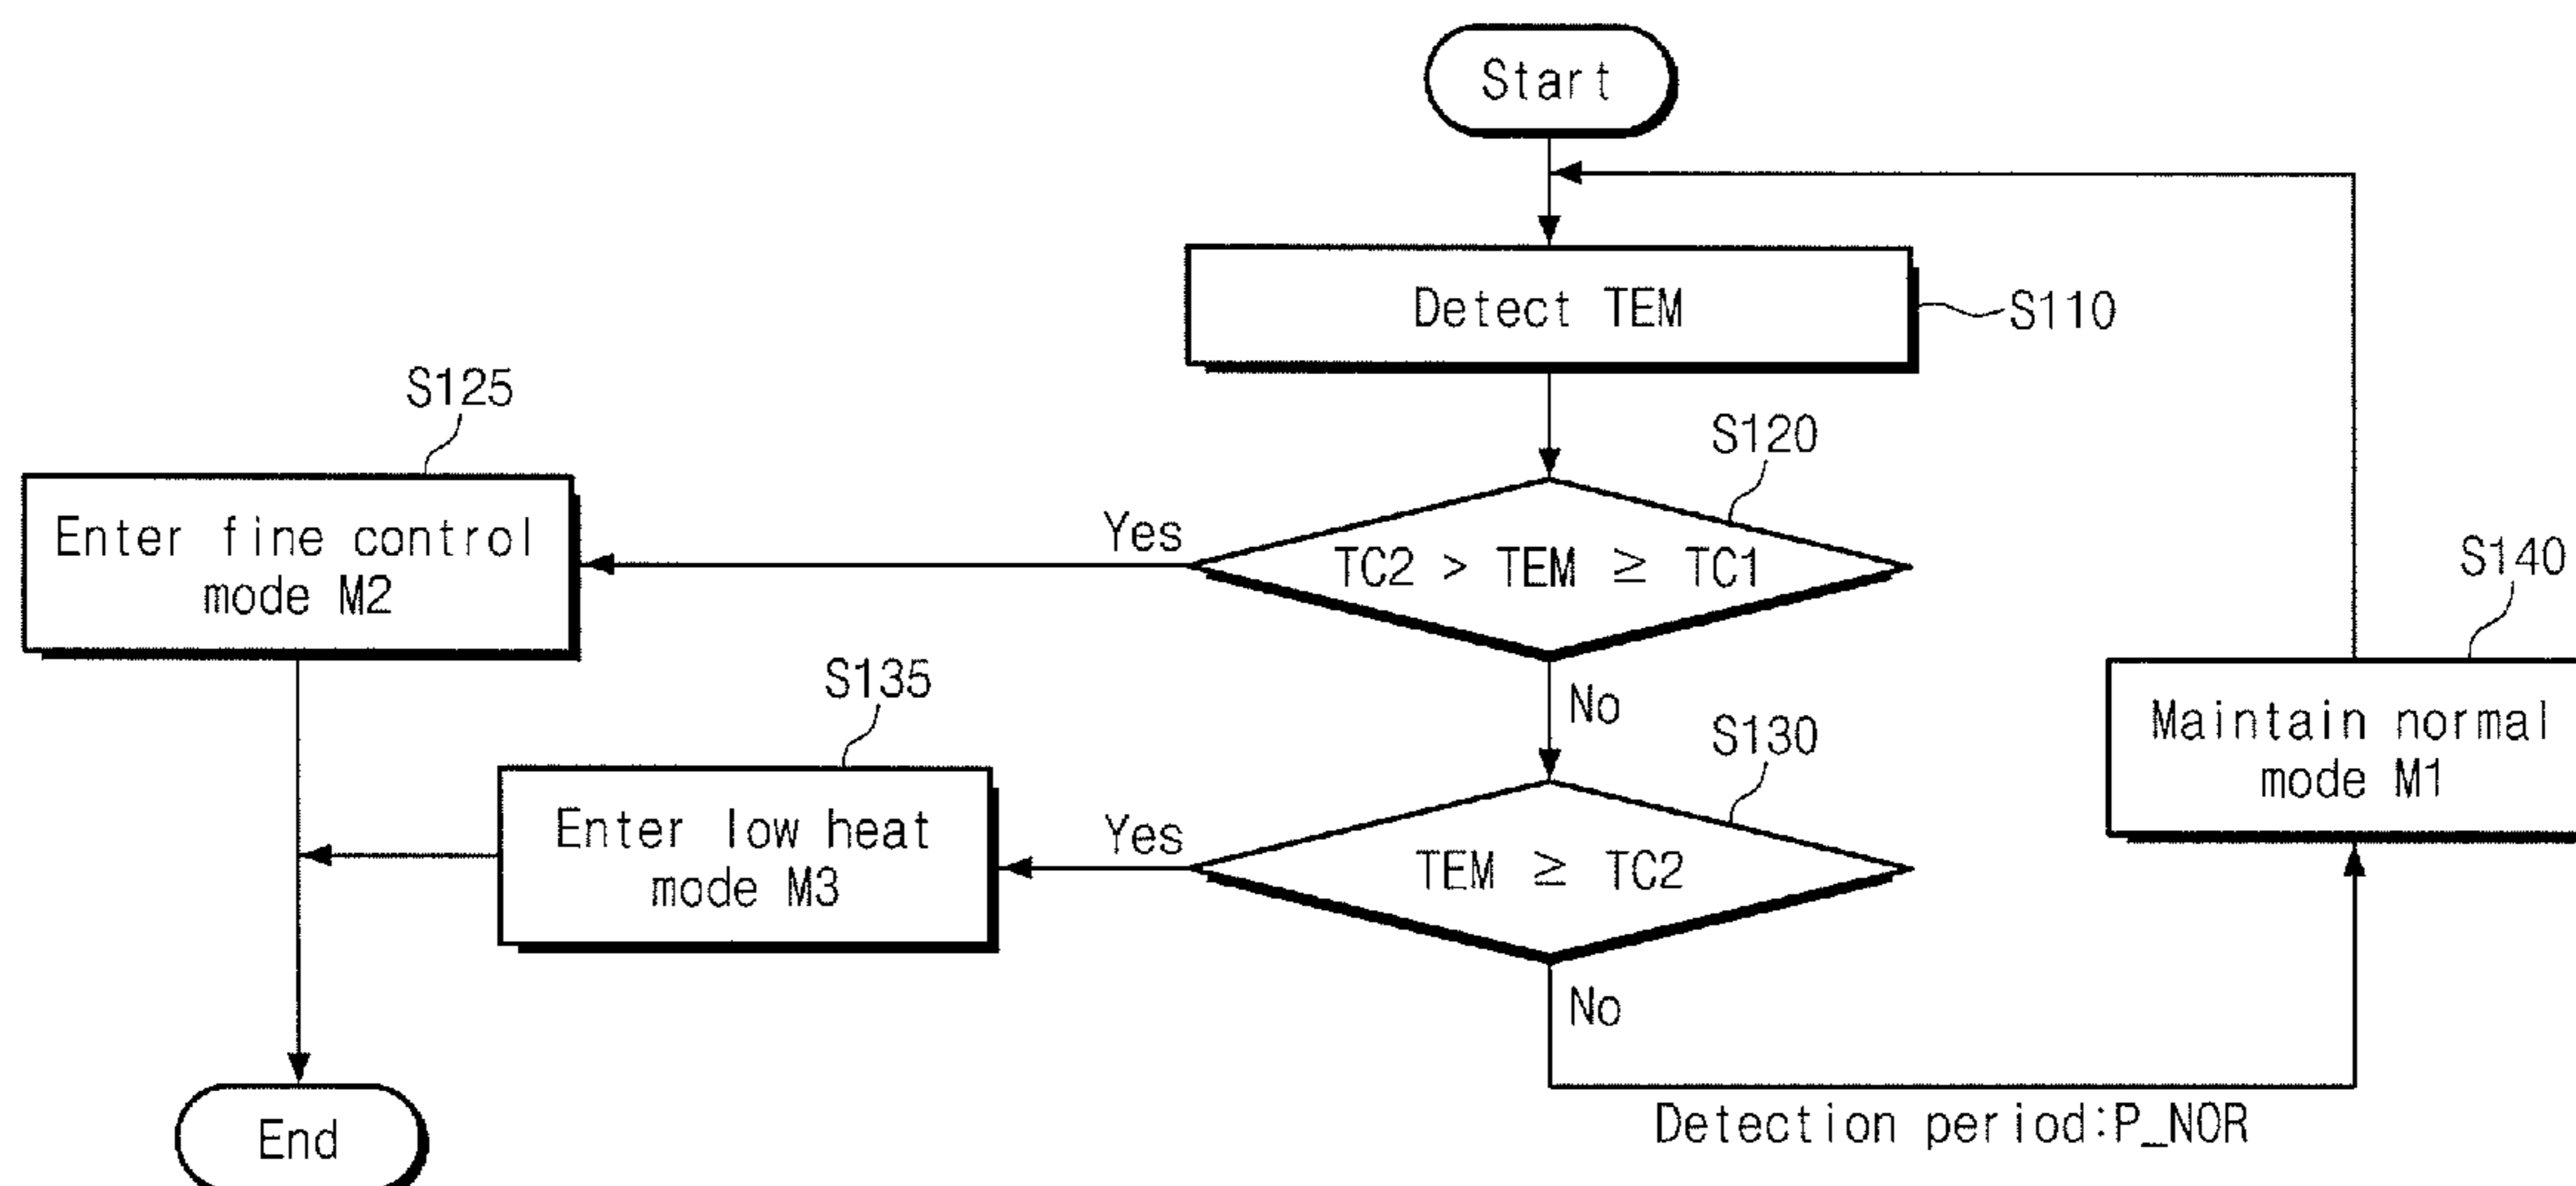 Start
Detect TEM
S110
S125
S120
Enter fine control
mode M2
Yes
TC2 > TEM ≥ TC1
S140
S135
No
S130
Maintain normal
mode M1
Enter low heat
mode M3
Yes
TEM ≥ TC2
No
Detection period:P_NOR
End